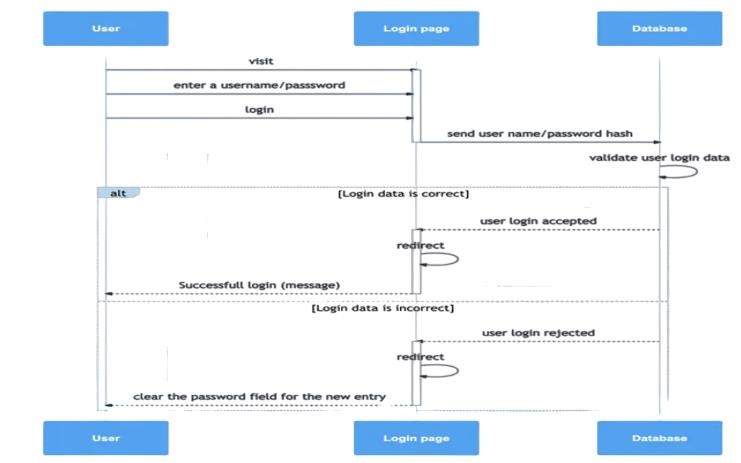 User
Login page
Database
visit
enter a username/passsword
login
send user name/password hash
validate user login data
alt
[Login data is correct]
user login accepted
redirect
Successfull login (message)
[Login data is incorrect]
user login rejected
redirect
clear the password field for the new entry
User
Login page
Database